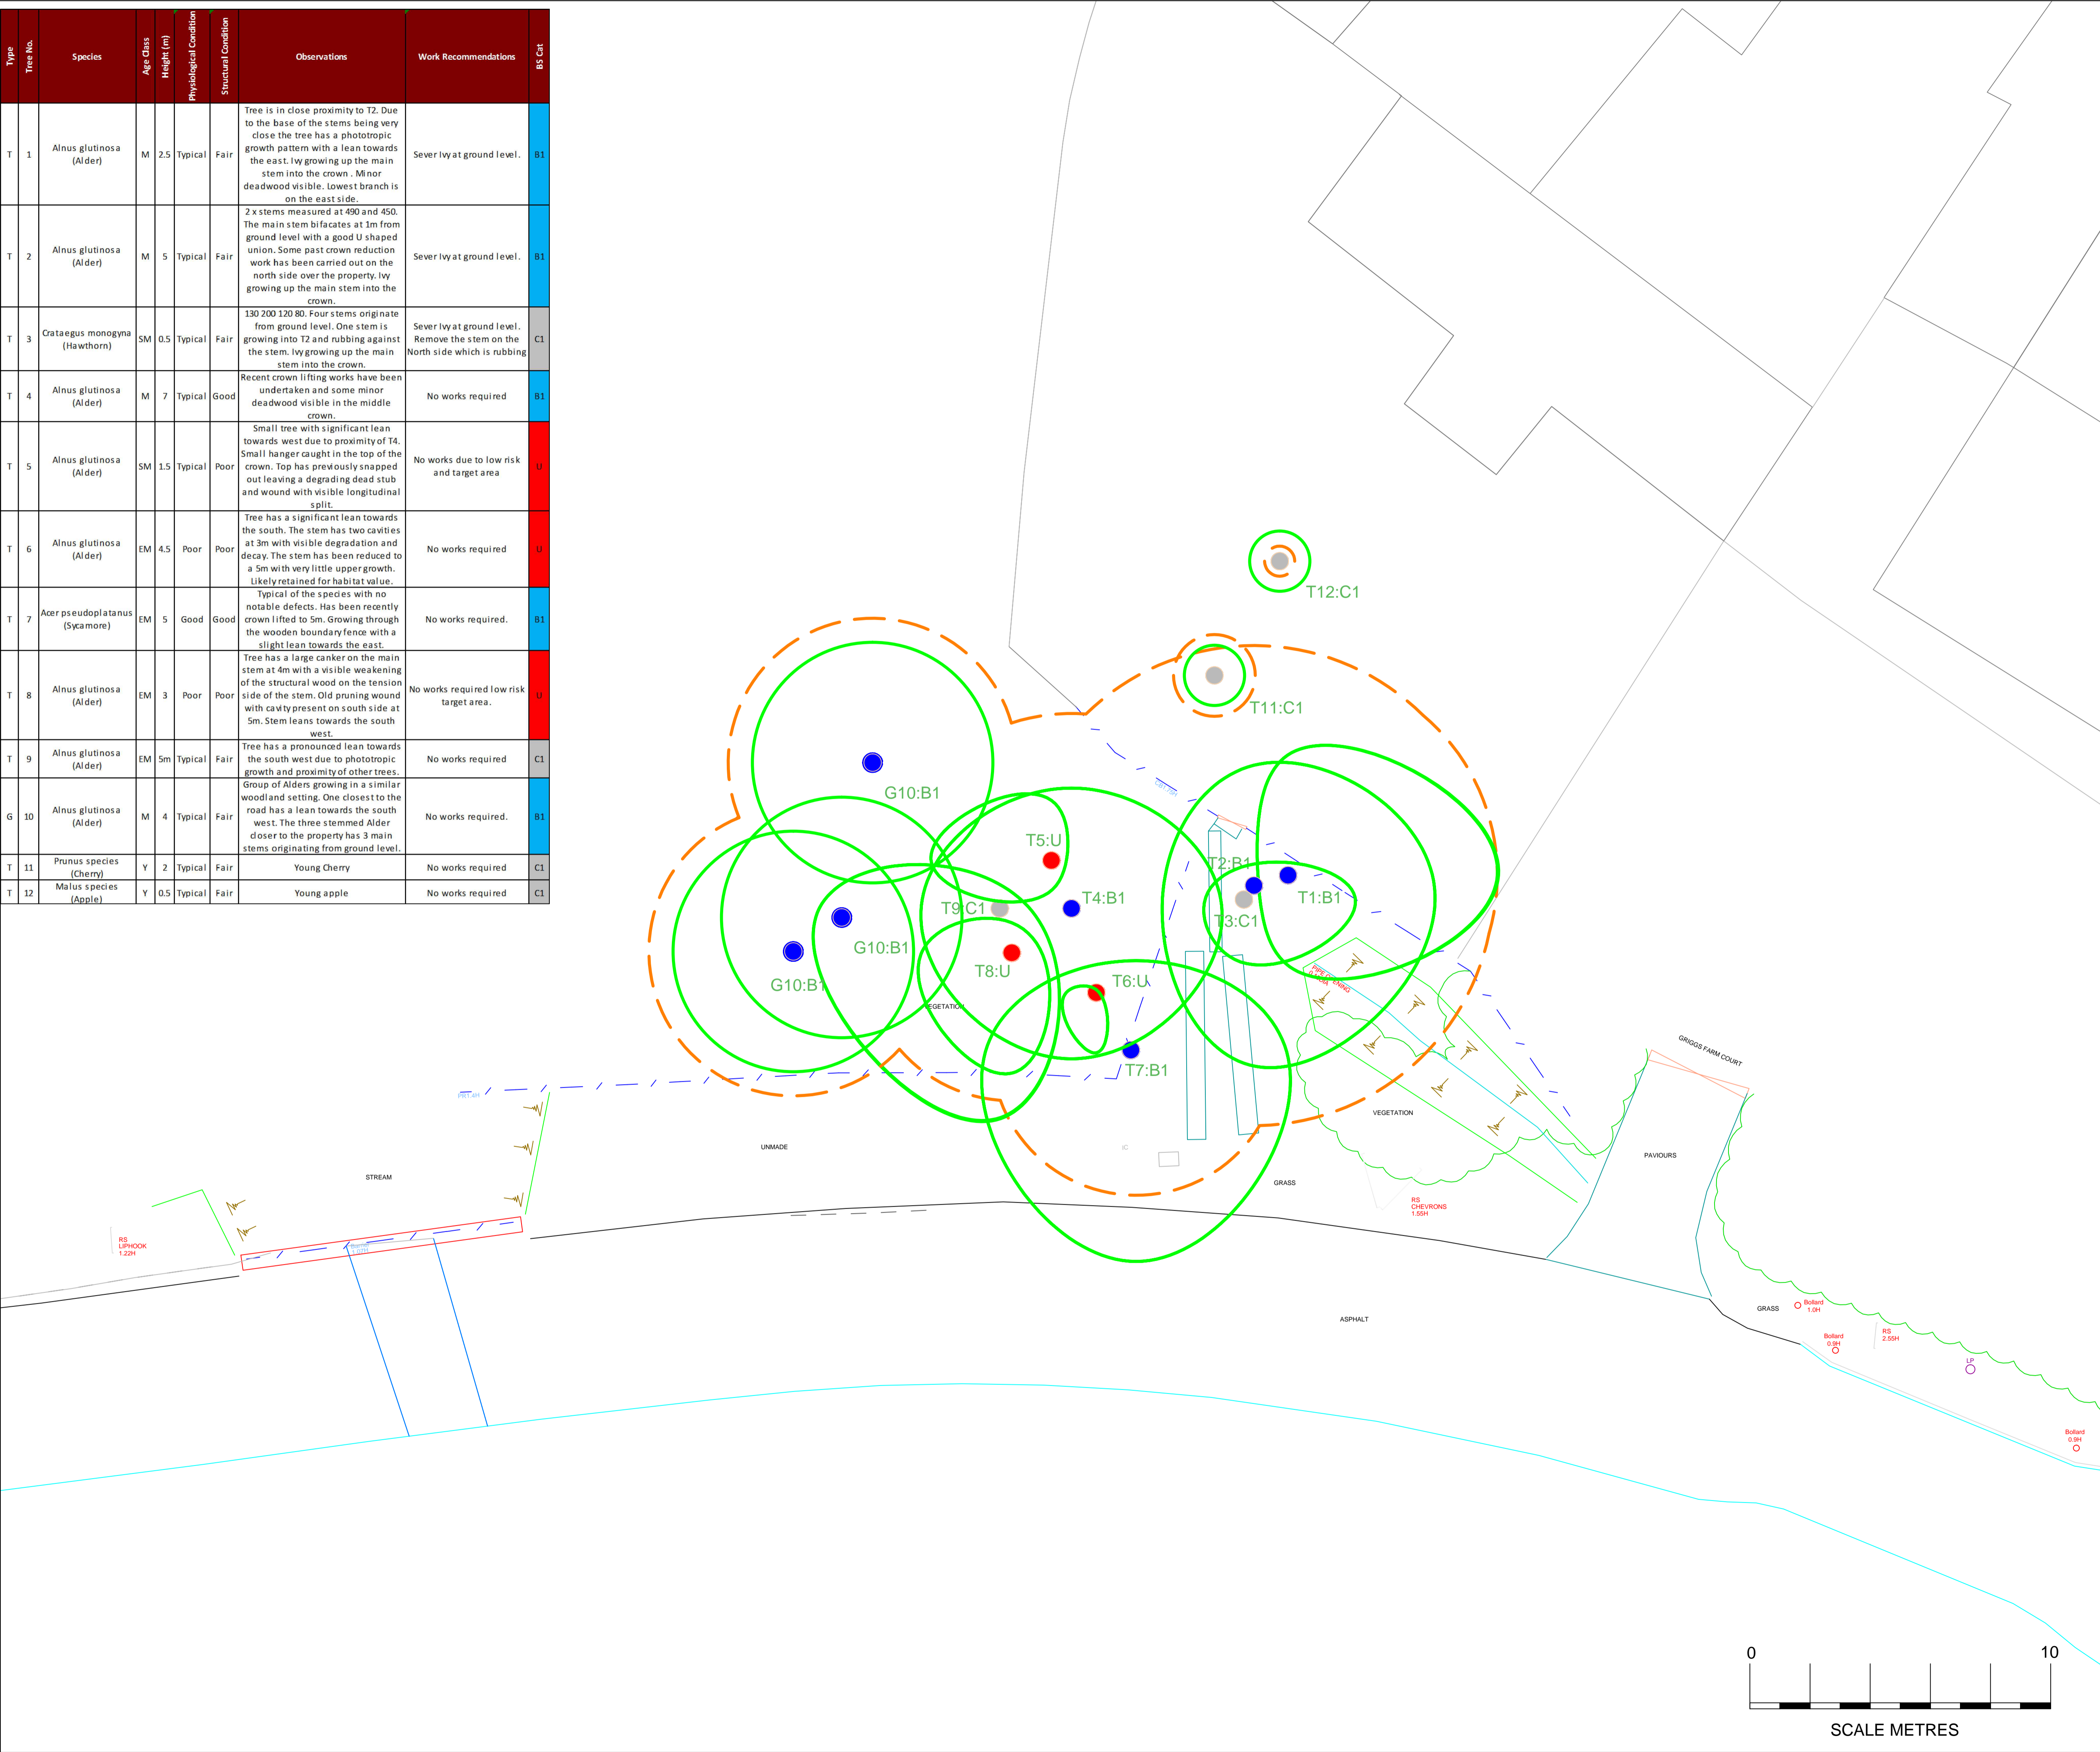 Type
Tree No.
Species
Age Class
Height (m)
Physiological Condition
Structural Condition
Observations
Work Recommendations
BS Cat
T
1
Alnus glutinosa
(Alder)
M
2.5
Typical
Fair
Tree is in close proximity to T2. Due
to the base of the stems being very
close the tree has a phototropic
growth pattern with a lean towards
the east. Ivy growing up the main
stem into the crown . Minor
deadwood visible. Lowest branch is
on the east side.
Sever Ivy at ground level.
B1
T
2
Alnus glutinosa
(Alder)
M
5
Typical
Fair
2 x stems measured at 490 and 450.
The main stem bifacates at 1m from
ground level with a good U shaped
union. Some past crown reduction
work has been carried out on the
north side over the property. Ivy
growing up the main stem into the
crown.
Sever Ivy at ground level.
B1
T
3
Crataegus monogyna
(Hawthorn)
SM
0.5
Typical
Fair
130 200 120 80. Four stems originate
from ground level. One stem is
growing into T2 and rubbing against
the stem. Ivy growing up the main
stem into the crown.
Sever Ivy at ground level.
Remove the stem on the
North side which is rubbing
C1
T
4
Alnus glutinosa
(Alder)
M
7
Typical
Good
Recent crown lifting works have been
undertaken and some minor
deadwood visible in the middle
crown.
No works required
B1
T
5
Alnus glutinosa
(Alder)
SM
1.5
Typical
Poor
Small tree with significant lean
towards west due to proximity of T4.
Small hanger caught in the top of the
crown. Top has previously snapped
out leaving a degrading dead stub
and wound with visible longitudinal
split.
No works due to low risk
and target area
U
T
6
Alnus glutinosa
(Alder)
EM
4.5
Poor
Poor
Tree has a significant lean towards
the south. The stem has two cavities
at 3m with visible degradation and
decay. The stem has been reduced to
a 5m with very little upper growth.
Likely retained for habitat value.
No works required
U
T
7
Acer pseudoplatanus
(Sycamore)
EM
5
Good
Good
Typical of the species with no
notable defects. Has been recently
crown lifted to 5m. Growing through
the wooden boundary fence with a
slight lean towards the east.
No works required.
B1
T
8
Alnus glutinosa
(Alder)
EM
3
Poor
Poor
Tree has a large canker on the main
stem at 4m with a visible weakening
of the structural wood on the tension
side of the stem. Old pruning wound
with cavity present on south side at
5m. Stem leans towards the south
west.
No works required low risk
target area.
U
T
9
Alnus glutinosa
(Alder)
EM
5m
Typical
Fair
Tree has a pronounced lean towards
the south west due to phototropic
growth and proximity of other trees.
No works required
C1
G
10
Alnus glutinosa
(Alder)
M
4
Typical
Fair
Group of Alders growing in a similar
woodland setting. One closest to the
road has a lean towards the south
west. The three stemmed Alder
closer to the property has 3 main
stems originating from ground level.
No works required.
B1
T
11
Prunus species
(Cherry)
Y
2
Typical
Fair
Young Cherry
No works required
C1
T
12
Malus species
(Apple)
Y
0.5
Typical
Fair
Young apple
No works required
C1
T12:C1
T11:C1
G10:B1
T5:U
T2:B1
T1:B1
T4:B1
T9:C1
T3:C1
G10:B1
T8:U
T6:U
G10:B1
PIPE OPENING
VEGETATION
T7:B1
GRIGGS FARM COURT
PR1.4H
VEGETATION
UNMADE
IC
PAVIOURS
STREAM
GRASS
RS
CHEVRONS
1.55H
RS
LIPHOOK
1.22H
ASPHALT
GRASS
Bollard
1.0H
Bollard
0.9H
RS
2.55H
LP
Bollard
0.9H
0
10
SCALE METRES